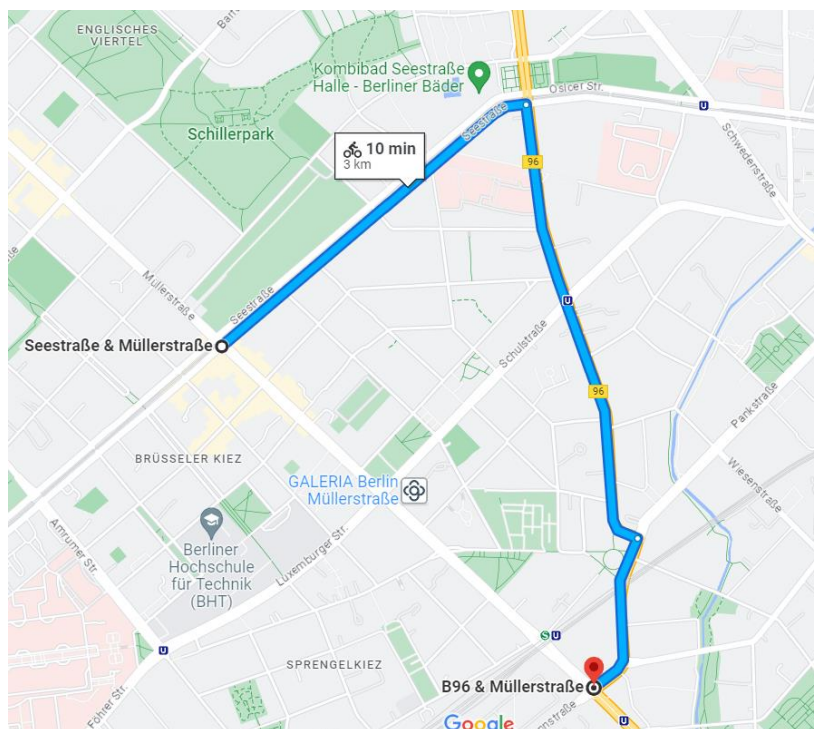 ENGLISCHES
VIERTEL
Kombibad Seestraße
Halle - Berliner Bäder
Osloer Str.
Seestraße
Schillerpark
Schwedenstraße
10 min
3 km
96
Müllerstraße
Seestraße
Seestraße & Müllerstraße
Schulstraße
96
Parkstraße
BRÜSSELER KIEZ
Wiesenstraße
GALERIA Berlin
Müllerstraße
Amrumer Str
Berliner
Hochschule
für Technik
(BHT)
Luxemburger Str.
SPRENGELKIEZ
B96 & Müllerstraße
Föhrer Str.
Google